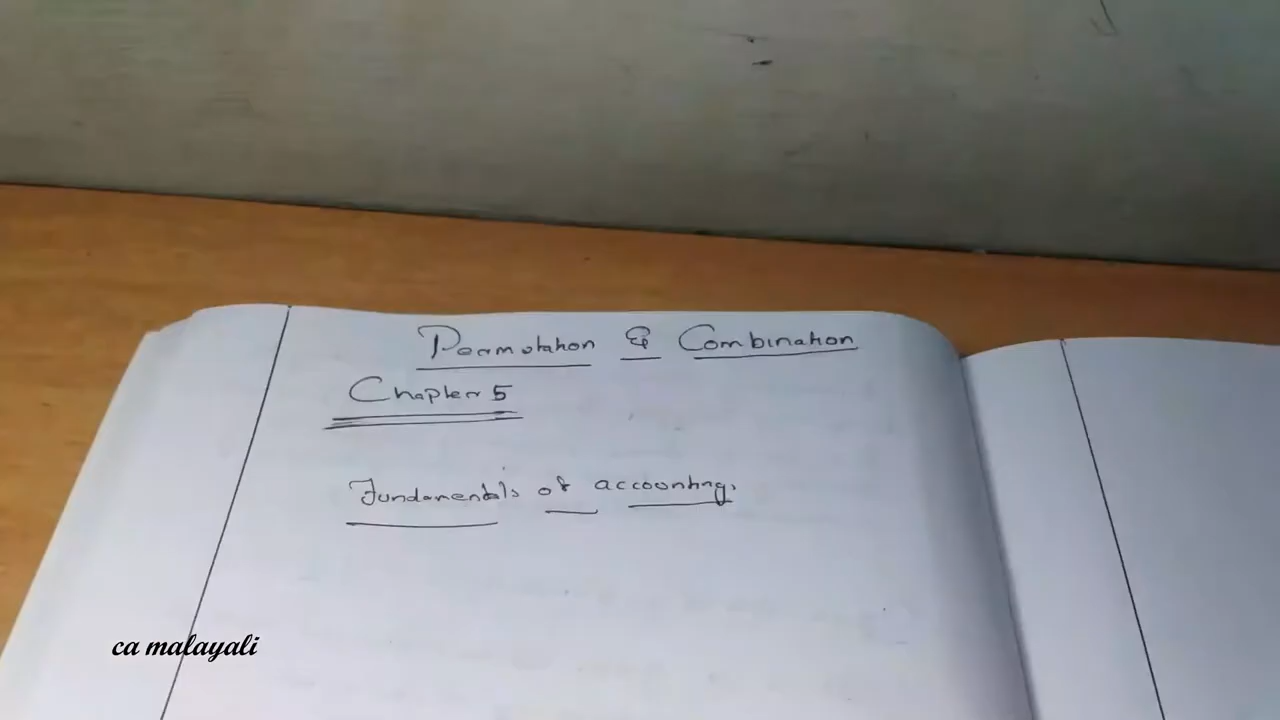 Permutation & Combination
Chapter 5
Fundamentals of accounting.
ca malayali